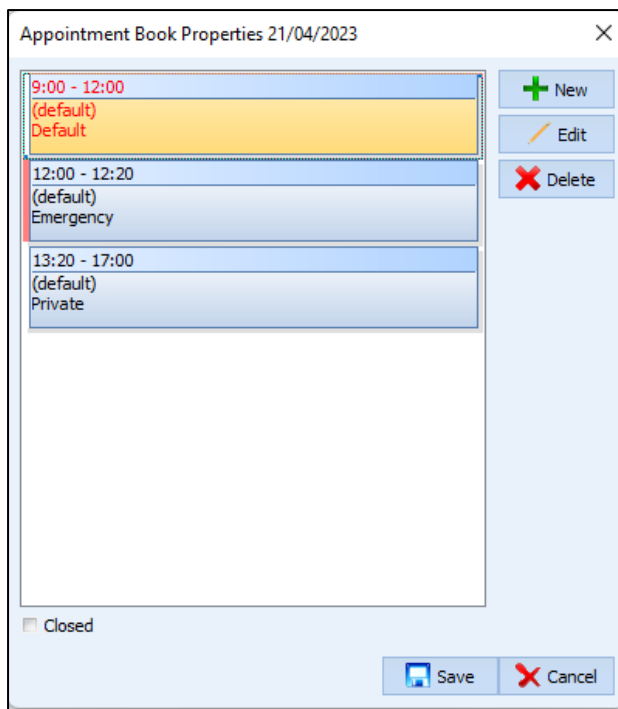 Appointment Book Properties 21/04/2023
9:00 - 12:00
(default)
Default
12:00 - 12:20
(default)
Emergency
13:20 - 17:00
(default)
Private
New
Edit
Delete
Closed
Save
Cancel